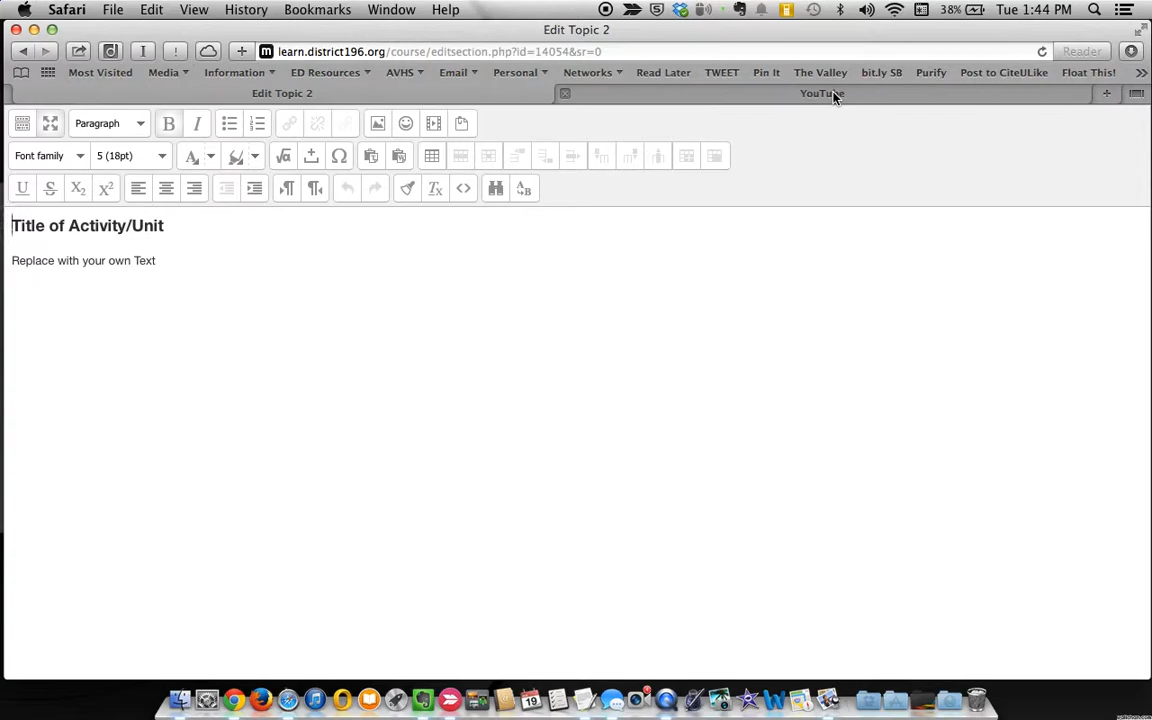 Safari File Edit View History Bookmarks Window Help 38% Tue 1:44 PM
Edit Topic 2
learn.district196.org/course/editsection.php?id=14054&sr=0 Reader
Most Visited Media Information ED Resources AVHS Email Personal Networks Read Later TWEET Pin It The Valley bit.ly SB Purify Post to CiteULike Float This!
Edit Topic 2 YouTube
Paragraph B I
Font family 5 (18pt) A Ω
U S X₂ X² Tx
Title of Activity/Unit
Replace with your own Text